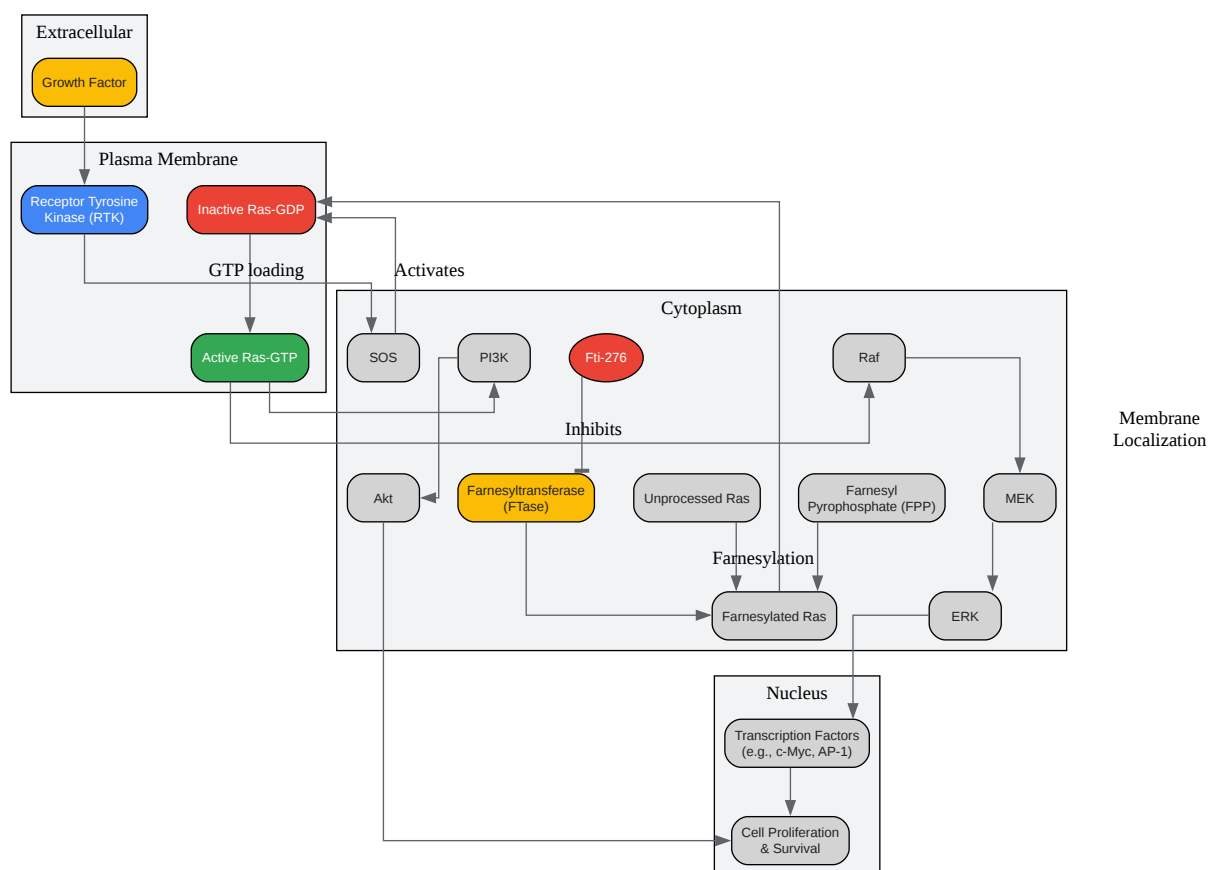 Extracellular
Growth Factor
Plasma Membrane
Receptor Tyrosine
Kinase (RTK)
Inactive Ras-GDP
GTP loading
Activates
Active Ras-GTP
Cytoplasm
SOS
PI3K
Fti-276
Raf
Inhibits
Membrane
Localization
Akt
Farnesyltransferase
(FTase)
Unprocessed Ras
Farnesyl
Pyrophosphate (FPP)
MEK
Farnesylation
Farnesylated Ras
ERK
Nucleus
Transcription Factors
(e.g., c-Myc, AP-1)
Cell Proliferation
& Survival